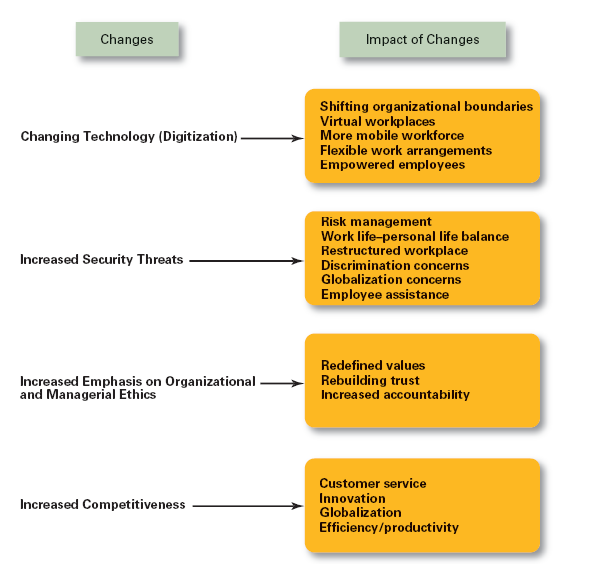 Changes
Impact of Changes
Changing Technology (Digitization)
Shifting organizational boundaries
Virtual workplaces
More mobile workforce
Flexible work arrangements
Empowered employees
Increased Security Threats
Risk management
Work life–personal life balance
Restructured workplace
Discrimination concerns
Globalization concerns
Employee assistance
Increased Emphasis on Organizational
and Managerial Ethics
Redefined values
Rebuilding trust
Increased accountability
Increased Competitiveness
Customer service
Innovation
Globalization
Efficiency/productivity